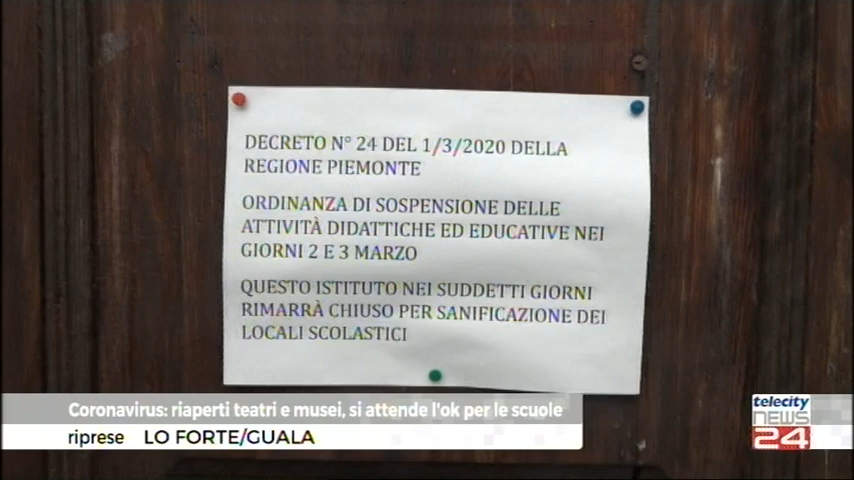 DECRETO N° 24 DEL 1/3/2020 DELLA
REGIONE PIEMONTE
ORDINANZA DI SOSPENSIONE DELLE
ATTIVITÀ DIDATTICHE ED EDUCATIVE NEI
GIORNI 2 E 3 MARZO
QUESTO ISTITUTO NEI SUDDETTI GIORNI
RIMARRÀ CHIUSO PER SANIFICAZIONE DEI
LOCALI SCOLASTICI
Coronavirus: riaperti teatri e musei, si attende l'ok per le scuole
riprese LO FORTE/GUALA
telecity
NEWS
24